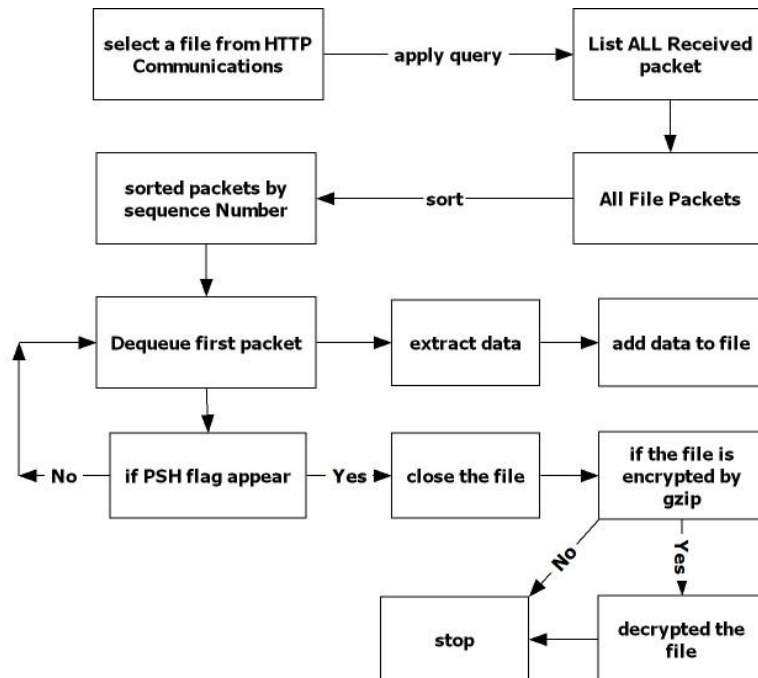 select a file from HTTP
Communications
apply query
List ALL Received
packet
sorted packets by
sequence Number
sort
All File Packets
Dequeue first packet
extract data
add data to file
No
if PSH flag appear
Yes
close the file
if the file is
encrypted by
gzip
No
Yes
stop
decrypted the
file